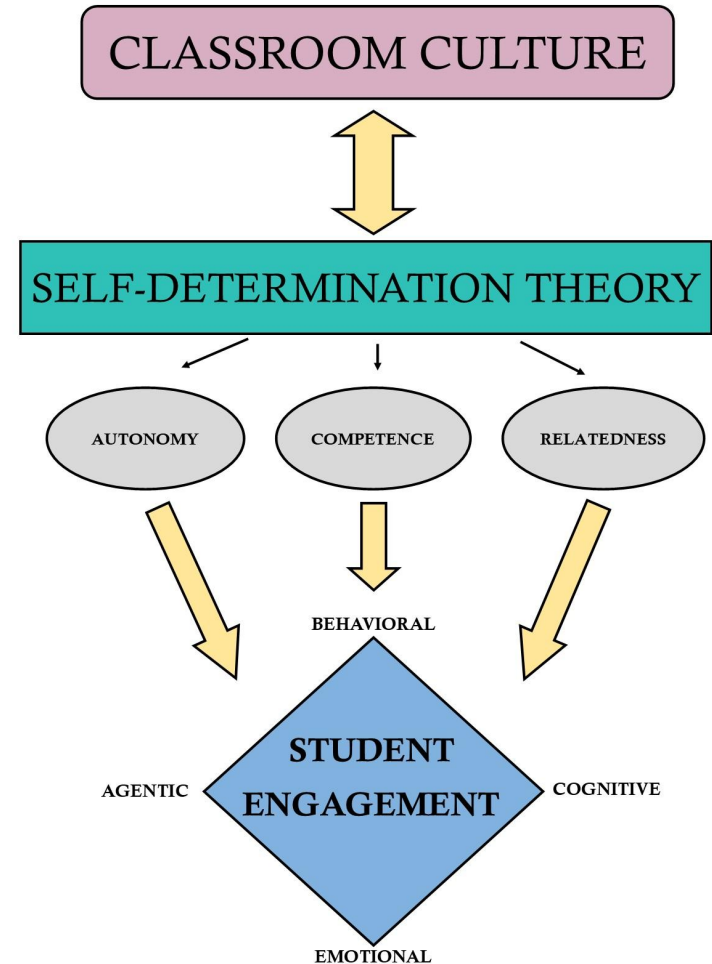 CLASSROOM CULTURE
SELF-DETERMINATION THEORY
AUTONOMY
COMPETENCE
RELATEDNESS
BEHAVIORAL
STUDENT
ENGAGEMENT
AGENTIC
COGNITIVE
EMOTIONAL